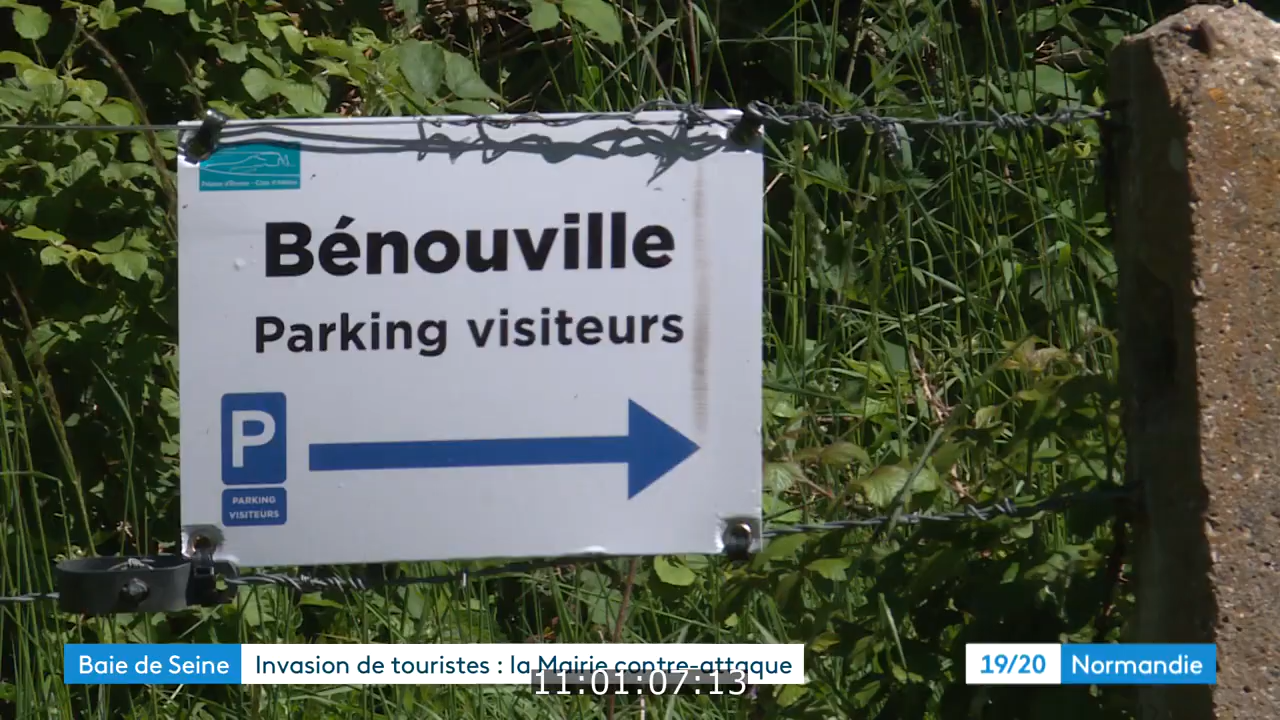 Bénouville
Parking visiteurs
P
PARKING
VISITEURS
Baie de Seine
Invasion de touristes : la Mairie contre-attaque
11:01:07:13
19/20
Normandie